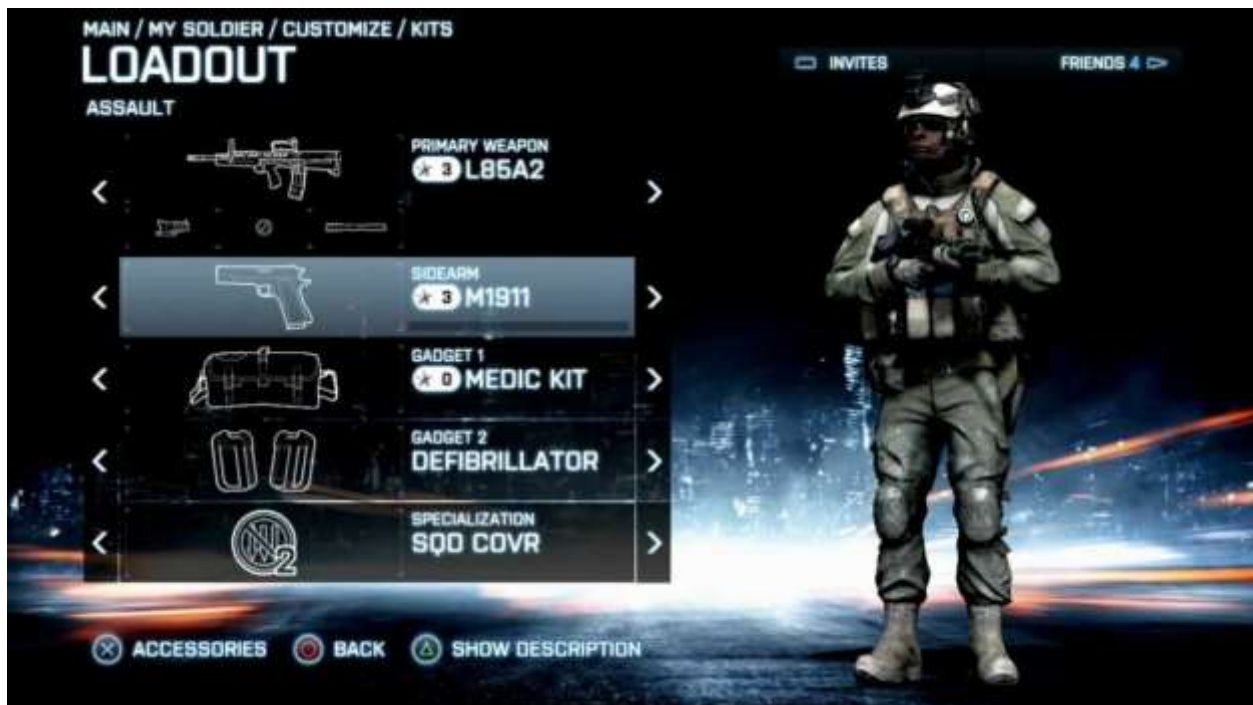 MAIN / MY SOLDIER / CUSTOMIZE / KITS
LOADOUT
INVITES
FRIENDS 4
ASSAULT
PRIMARY WEAPON
★ 3 L85A2
SIDEARM
★ 3 M1911
GADGET 1
★ 0 MEDIC KIT
GADGET 2
DEFIBRILLATOR
SPECIALIZATION
2
SQD COVR
ACCESSORIES
BACK
SHOW DESCRIPTION